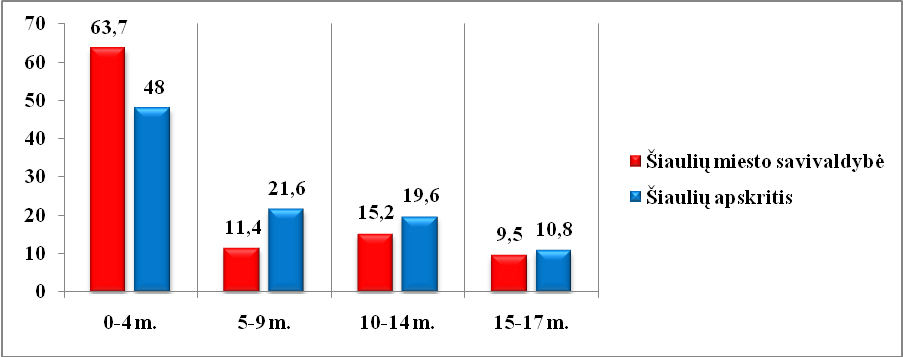 70
60
50
40
30
20
10
0
63,7
48
11,4
21,6
15,2
19,6
9,5
10,8
0-4 m.
5-9 m.
10-14 m.
15-17 m.
Šiaulių miesto savivaldybė
Šiaulių apskritis